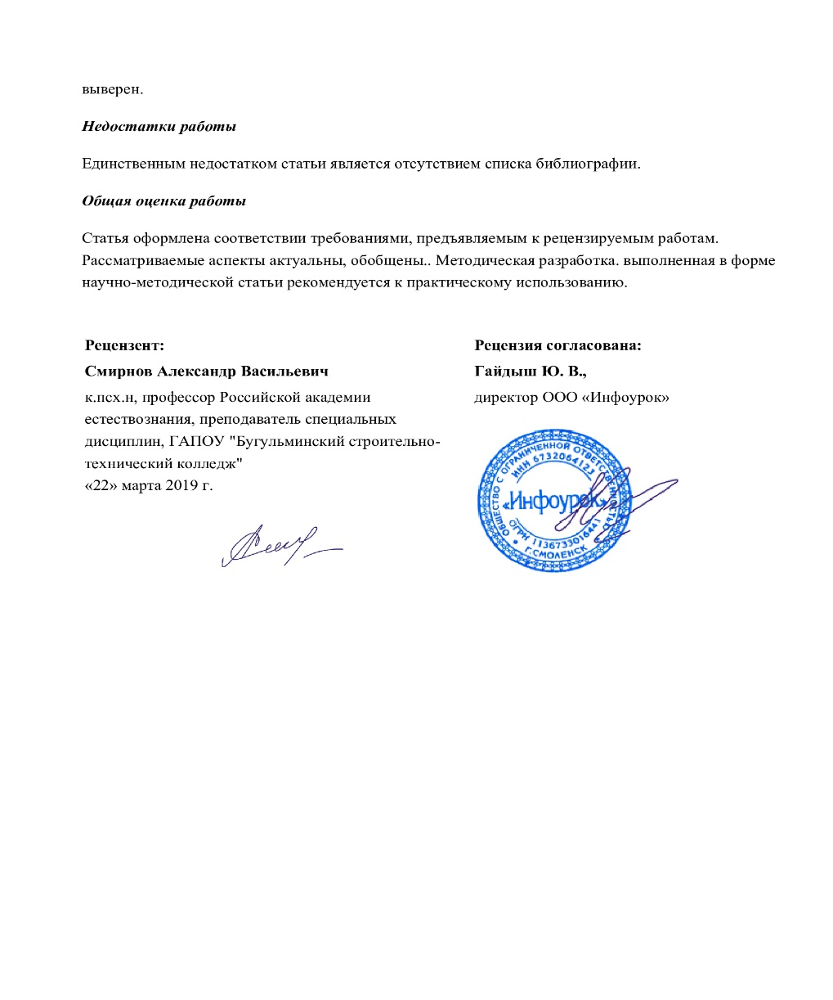 выверен.
Недостатки работы
Единственным недостатком статьи является отсутствием списка библиографии.
Общая оценка работы
Статья оформлена соответствии требованиями, предъявляемым к рецензируемым работам.
Рассматриваемые аспекты актуальны, обобщены.. Методическая разработка. выполненная в форме
научно-методической статьи рекомендуется к практическому использованию.
Рецензент:
Смирнов Александр Васильевич
к.псх.н, профессор Российской академии
естествознания, преподаватель специальных
дисциплин, ГАПОУ "Бугульминский строительно-
технический колледж"
«22» марта 2019 г.
Рецензия согласована:
Гайдыш Ю. В.,
директор ООО «Инфоурок»
ОБЩЕСТВО С ОГРАНИЧЕННОЙ ОТВЕТСТВЕННОСТЬЮ
ИНН 6732064123
«Инфоурок»
ОГРН 1136733016441
Г.СМОЛЕНСК